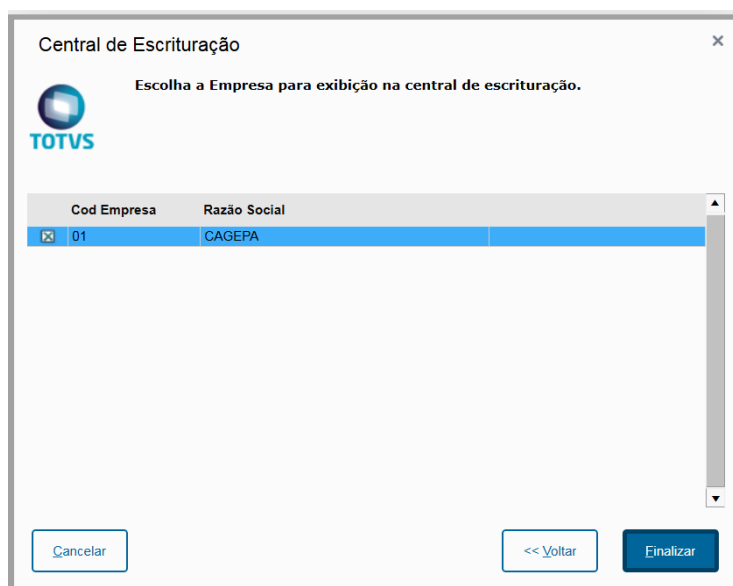 Central de Escrituração
×
Escolha a Empresa para exibição na central de escrituração.
TOTVS
Cod Empresa Razão Social
01 CAGEPA
Cancelar << Voltar Finalizar